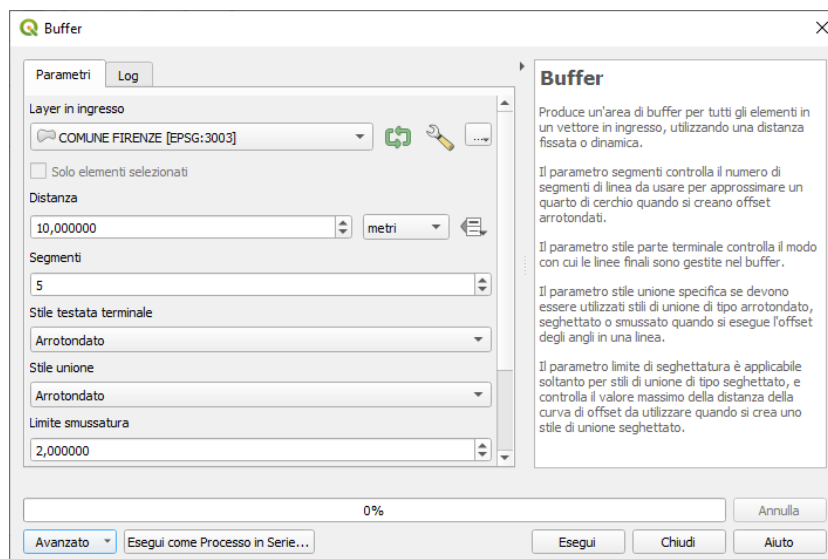 Buffer
Parametri
Log
Layer in ingresso
COMUNE FIRENZE [EPSG:3003]
...
Solo elementi selezionati
Distanza
10,000000
metri
Segmenti
5
Stile testata terminale
Arrotondato
Stile unione
Arrotondato
Limite smussatura
2,000000
Buffer
Produce un'area di buffer per tutti gli elementi in
un vettore in ingresso, utilizzando una distanza
fissata o dinamica.
Il parametro segmenti controlla il numero di
segmenti di linea da usare per approssimare un
quarto di cerchio quando si creano offset
arrotondati.
Il parametro stile parte terminale controlla il modo
con cui le linee finali sono gestite nel buffer.
Il parametro stile unione specifica se devono
essere utilizzati stili di unione di tipo arrotondato,
seghettato o smussato quando si esegue l'offset
degli angli in una linea.
Il parametro limite di seghettatura è applicabile
soltanto per stili di unione di tipo seghettato, e
controlla il valore massimo della distanza della
curva di offset da utilizzare quando si crea uno
stile di unione seghettato.
0%
Annulla
Avanzato
Esegui come Processo in Serie...
Esegui
Chiudi
Aiuto